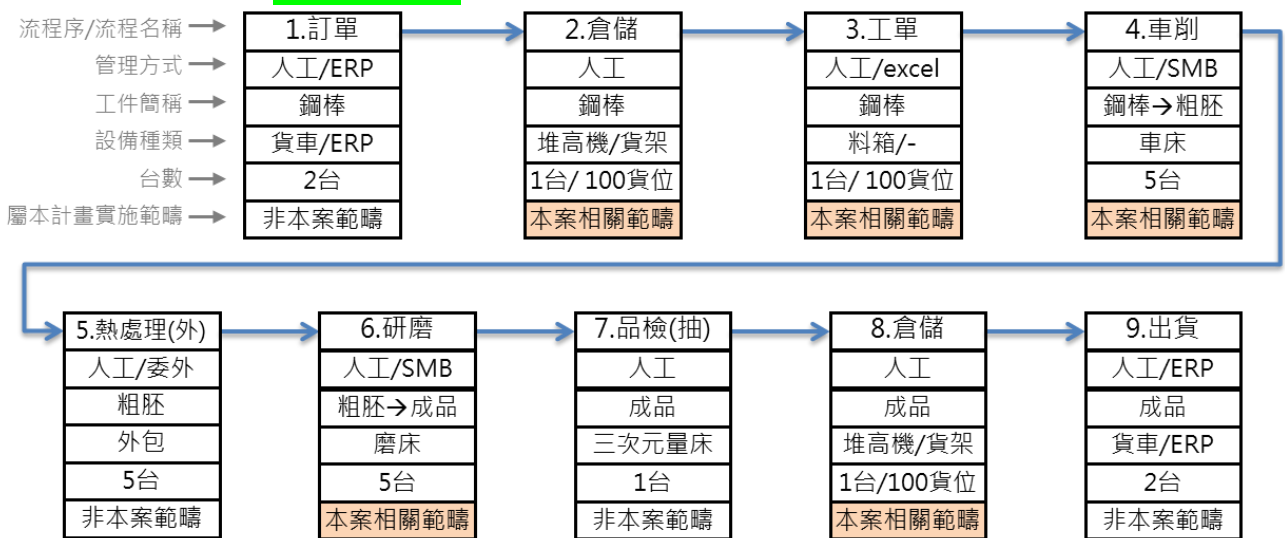 流程序/流程名稱 1.訂單 2.倉儲 3.工單 4.車削
管理方式 人工/ERP 人工 人工/excel 人工/SMB
工件簡稱 鋼棒 鋼棒 鋼棒 鋼棒→粗胚
設備種類 貨車/ERP 堆高機/貨架 料箱/- 車床
台數 2台 1台/ 100貨位 1台/ 100貨位 5台
屬本計畫實施範疇 非本案範疇 本案相關範疇 本案相關範疇 本案相關範疇
5.熱處理(外) 6.研磨 7.品檢(抽) 8.倉儲 9.出貨
人工/委外 人工/SMB 人工 人工 人工/ERP
粗胚 粗胚→成品 成品 成品 成品
外包 磨床 三次元量床 堆高機/貨架 貨車/ERP
5台 5台 1台 1台/100貨位 2台
非本案範疇 本案相關範疇 非本案範疇 本案相關範疇 非本案範疇